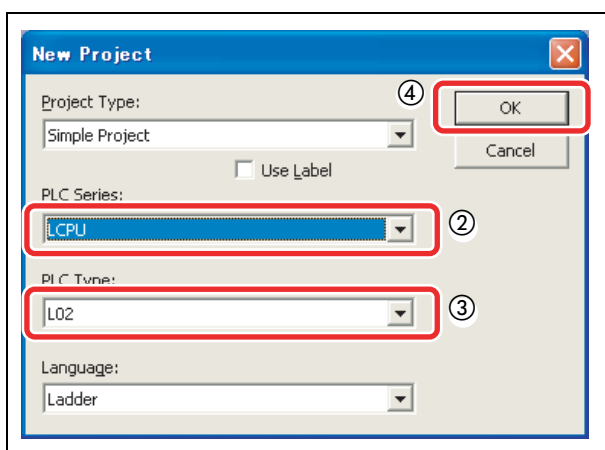 New Project
Project Type:
④
OK
Simple Project
Cancel
Use Label
PLC Series:
LCPU
②
PLC Type:
L02
③
Language:
Ladder